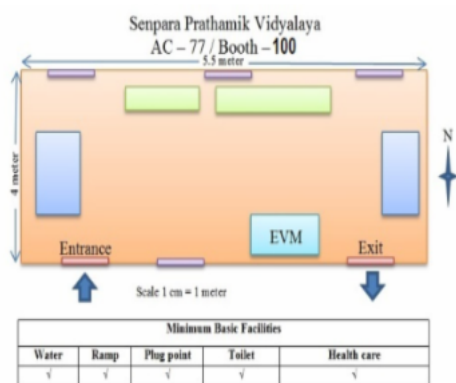 Senpara Prathamik Vidyalaya
AC – 77 / Booth –100
5.5 meter
4 meter
N
EVM
Entrance
Exit
Scale 1 cm = 1 meter
Minimum Basic Facilities
Water Ramp Plug point Toilet Health care
√ √ √ √ √